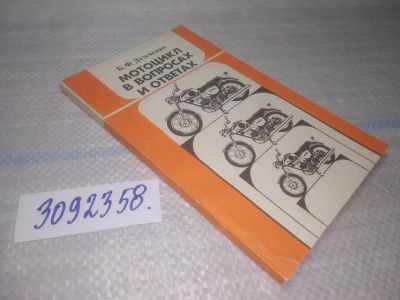 Б. Ф. Демченко
МОТОЦИКЛ
В ВОПРОСАХ
И ОТВЕТАХ
3092358.